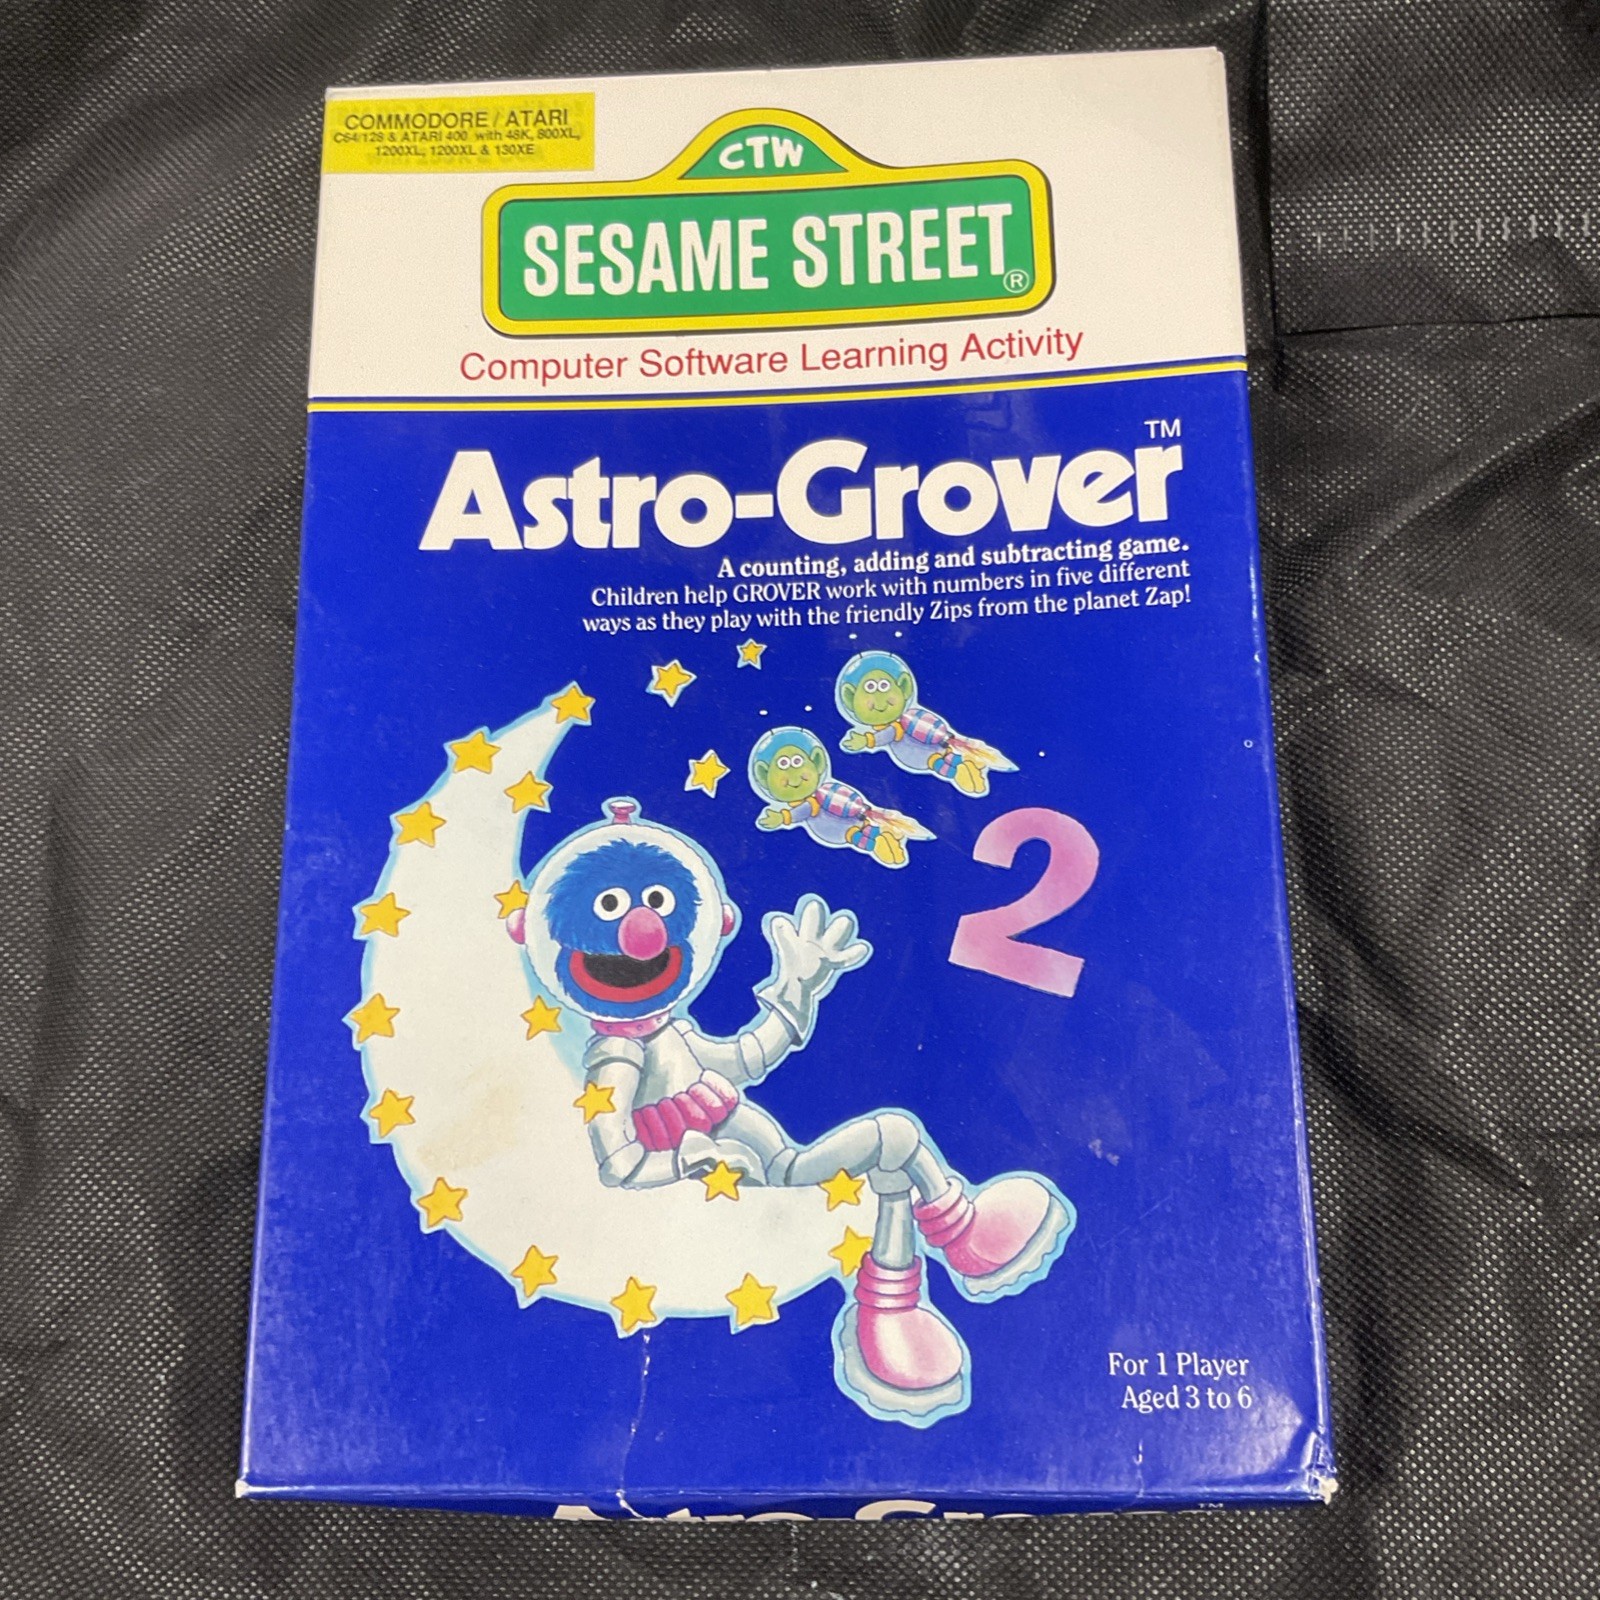 COMMODORE / ATARI
C64/128 & ATARI 400 with 48K, 800XL,
1200XL, 1200XL & 130XE
CTW
SESAME STREET®
Computer Software Learning Activity
Astro-Grover™
A counting, adding and subtracting game.
Children help GROVER work with numbers in five different
ways as they play with the friendly Zips from the planet Zap!
2
For 1 Player
Aged 3 to 6